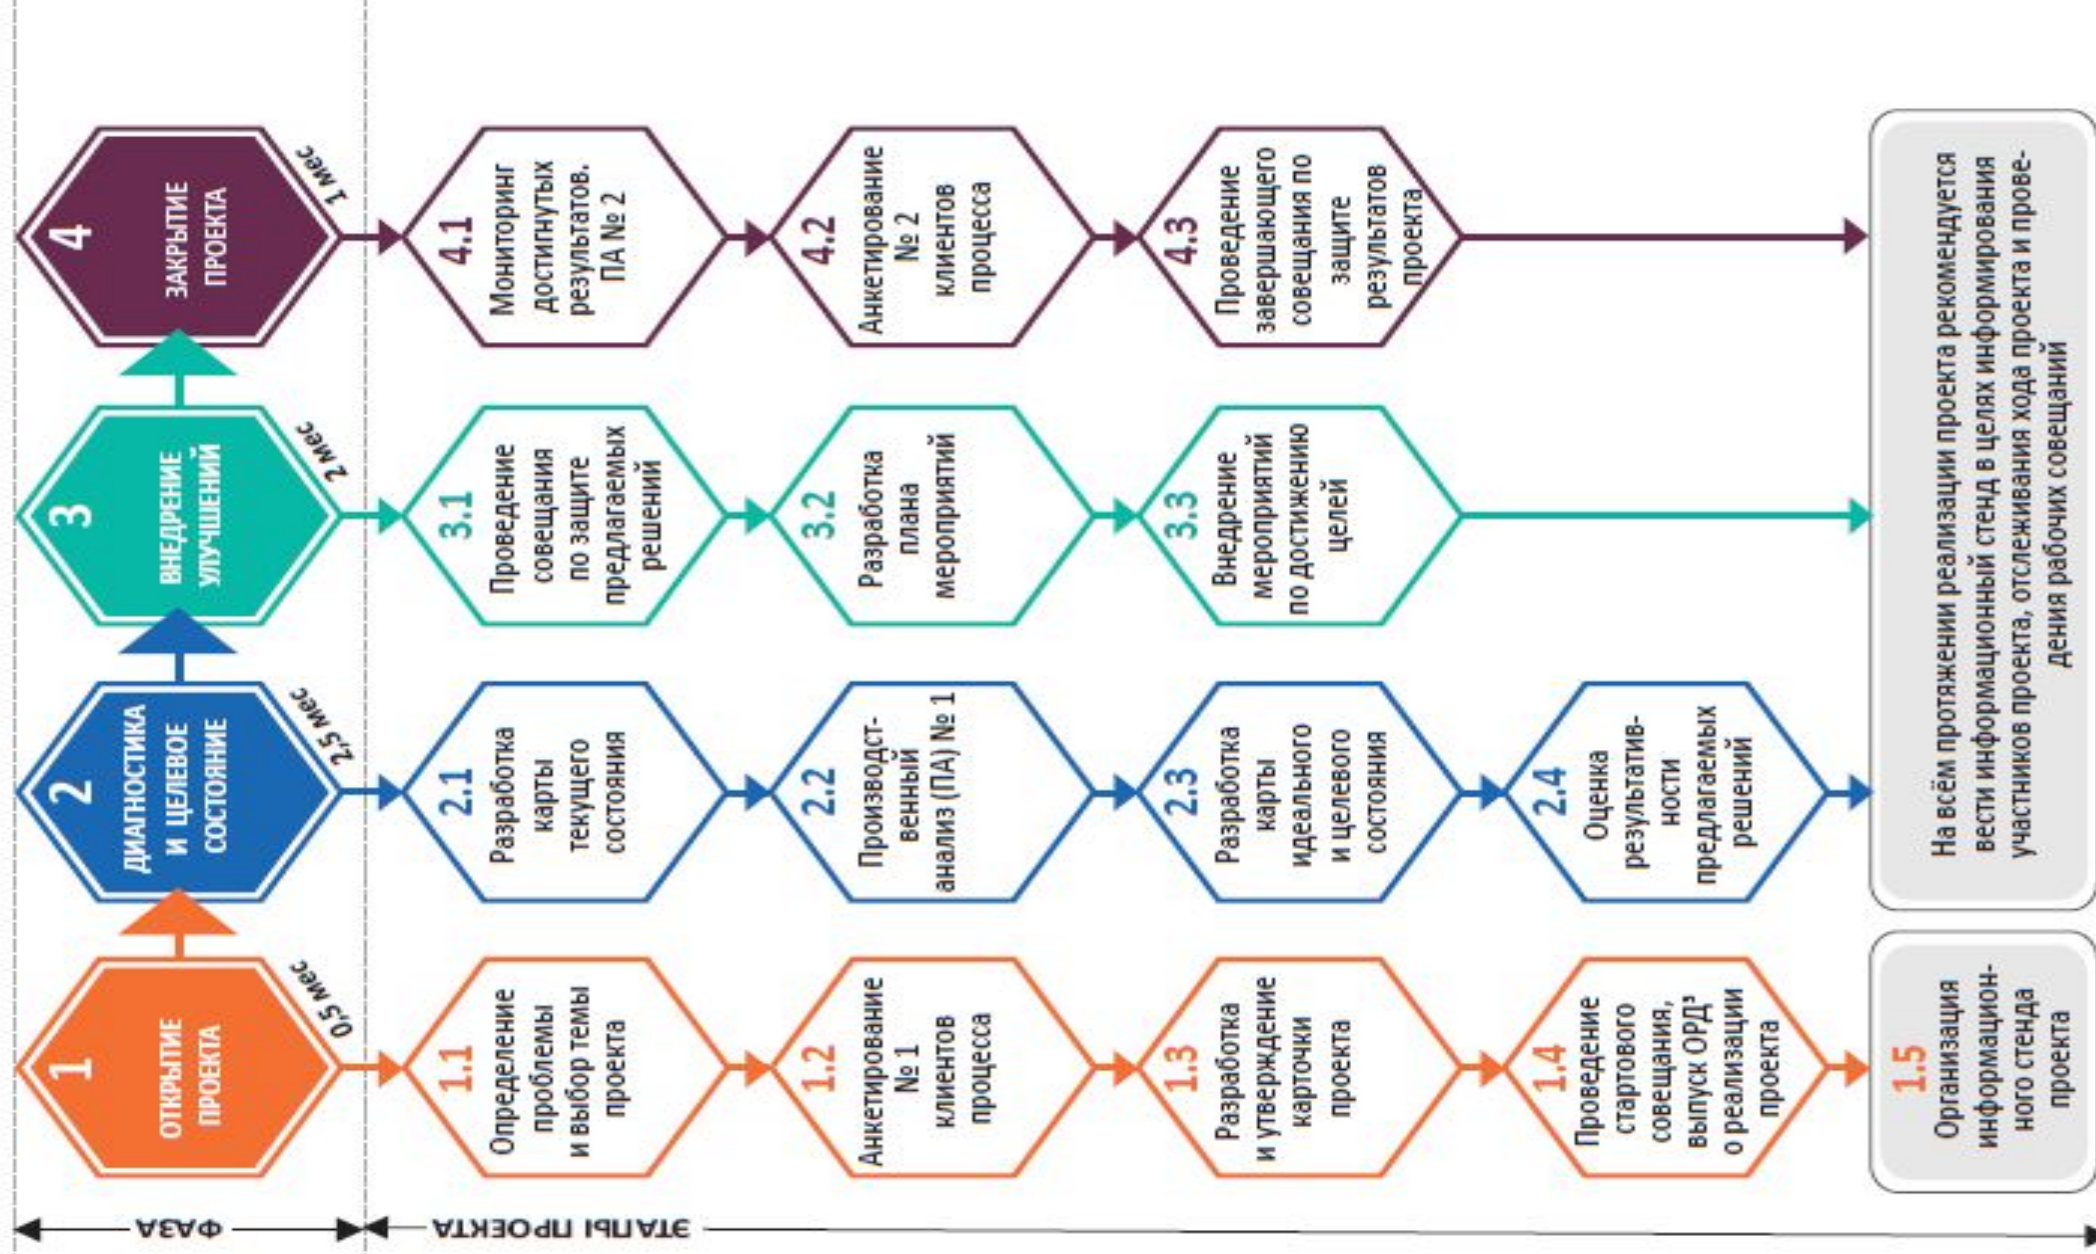 ФАЗА
ЭТАПЫ ПРОЕКТА
1
ОТКРЫТИЕ
ПРОЕКТА
0,5 мес
1.1
Определение
проблемы
и выбор темы
проекта
1.2
Анкетирование
№ 1
клиентов
процесса
1.3
Разработка
и утверждение
карточки
проекта
1.4
Проведение
стартового
совещания,
выпуск ОРД³
о реализации
проекта
1.5
Организация
информацион-
ного стенда
проекта
2
ДИАГНОСТИКА
И ЦЕЛЕВОЕ
СОСТОЯНИЕ
2,5 мес
2.1
Разработка
карты
текущего
состояния
2.2
Производст-
венный
анализ (ПА) № 1
2.3
Разработка
карты
идеального
и целевого
состояния
2.4
Оценка
результатив-
ности
предлагаемых
решений
3
ВНЕДРЕНИЕ
УЛУЧШЕНИЙ
2 мес
3.1
Проведение
совещания
по защите
предлагаемых
решений
3.2
Разработка
плана
мероприятий
3.3
Внедрение
мероприятий
по достижению
целей
4
ЗАКРЫТИЕ
ПРОЕКТА
1 мес
4.1
Мониторинг
достигнутых
результатов.
ПА № 2
4.2
Анкетирование
№ 2
клиентов
процесса
4.3
Проведение
завершающего
совещания по
защите
результатов
проекта
На всём протяжении реализации проекта рекомендуется
вести информационный стенд в целях информирования
участников проекта, отслеживания хода проекта и прове-
дения рабочих совещаний